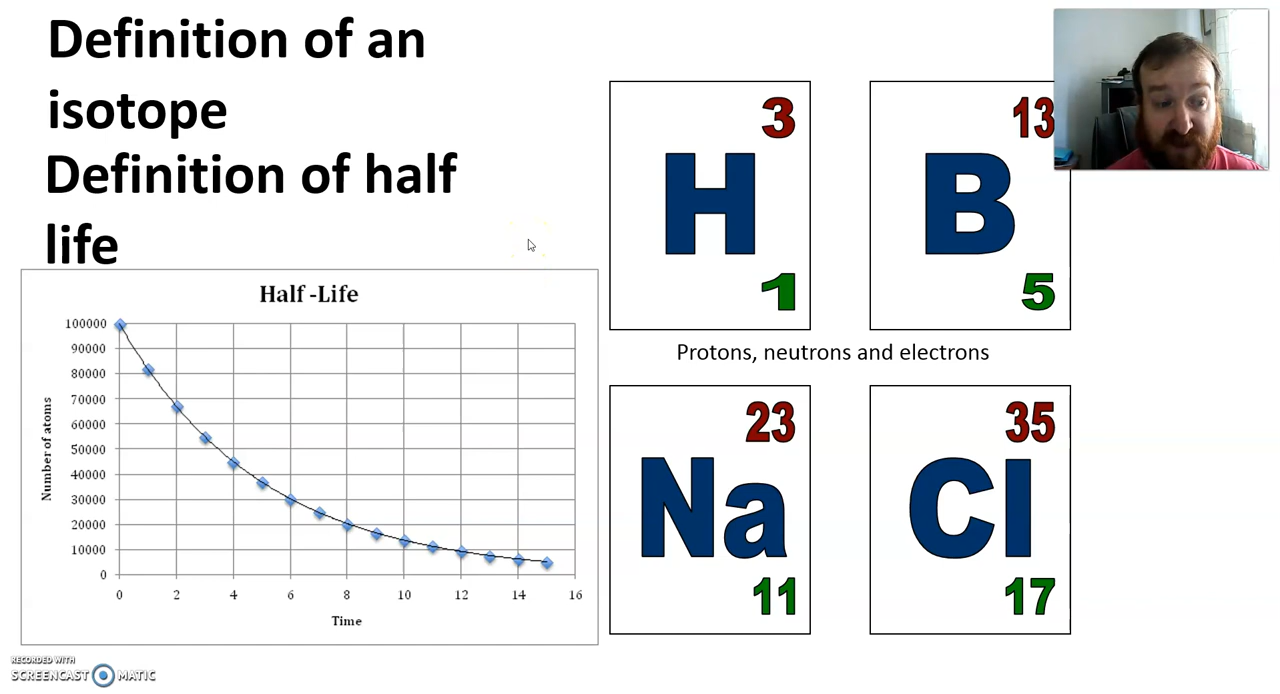 Definition of an
isotope
Definition of half
life
Half -Life
100000
90000
80000
70000
60000
50000
40000
30000
20000
10000
0
Number of atoms
0 2 4 6 8 10 12 14 16
Time
3
H
1
13
B
5
Protons, neutrons and electrons
23
Na
11
35
Cl
17
RECORDED WITH
SCREENCAST MATIC